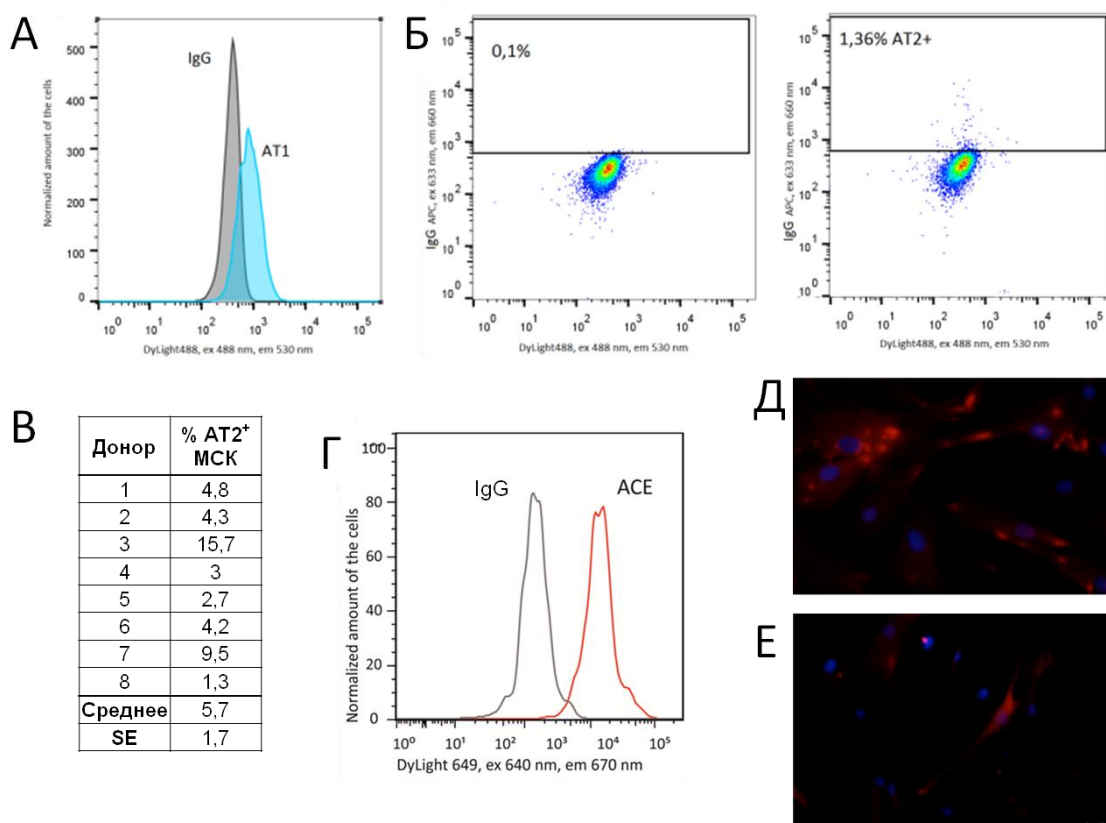 А
Normalized amount of the cells
500
400
300
200
100
0
IgG
AT1
10^0 10^1 10^2 10^3 10^4 10^5
DyLight488, ex 488 nm, em 530 nm
Б
IgG APC, ex 633 nm, em 660 nm
10^5
10^4
10^3
10^2
10^1
10^0
0,1%
10^0 10^1 10^2 10^3 10^4 10^5
DyLight488, ex 488 nm, em 530 nm
IgG APC, ex 633 nm, em 660 nm
10^5
10^4
10^3
10^2
10^1
10^0
1,36% AT2+
10^0 10^1 10^2 10^3 10^4 10^5
DyLight488, ex 488 nm, em 530 nm
В
Донор % AT2+ МСК
1 4,8
2 4,3
3 15,7
4 3
5 2,7
6 4,2
7 9,5
8 1,3
Среднее 5,7
SE 1,7
Г
Normalized amount of the cells
100
80
60
40
20
0
IgG
ACE
10^0 10^1 10^2 10^3 10^4 10^5
DyLight 649, ex 640 nm, em 670 nm
Д
Е